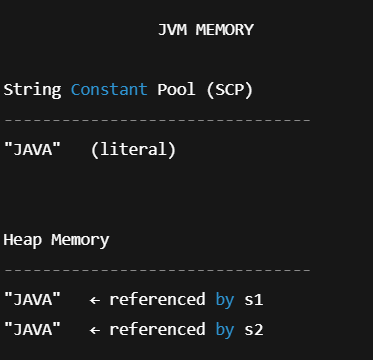 JVM MEMORY
String Constant Pool (SCP)
--------------------------------
"JAVA"   (literal)
Heap Memory
--------------------------------
"JAVA"   ← referenced by s1
"JAVA"   ← referenced by s2